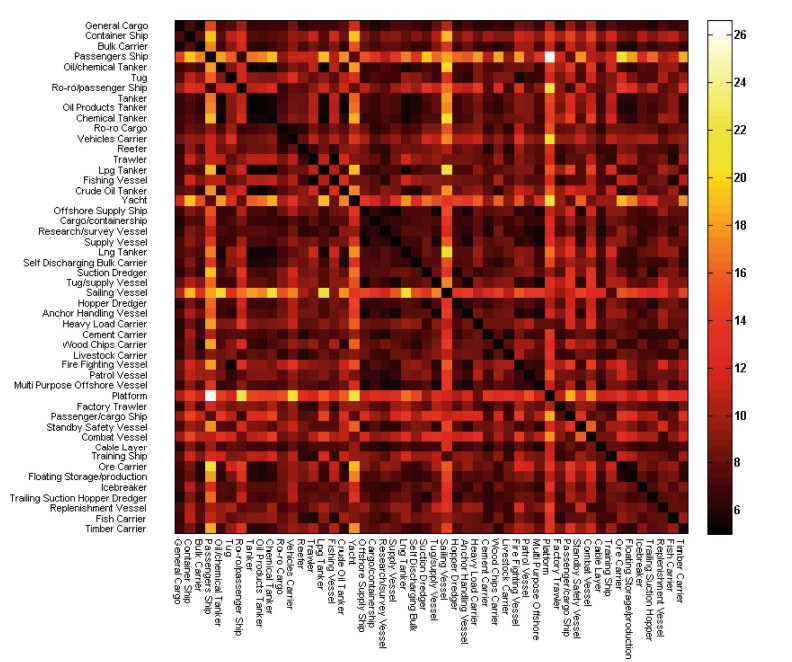 General Cargo
Container Ship
Bulk Carrier
Passengers Ship
Oil/chemical Tanker
Tug
Ro-ro/passenger Ship
Tanker
Oil Products Tanker
Chemical Tanker
Ro-ro Cargo
Vehicles Carrier
Reefer
Trawler
Lpg Tanker
Fishing Vessel
Crude Oil Tanker
Yacht
Offshore Supply Ship
Cargo/containership
Research/survey Vessel
Supply Vessel
Lng Tanker
Self Discharging Bulk Carrier
Suction Dredger
Tug/supply Vessel
Sailing Vessel
Hopper Dredger
Anchor Handling Vessel
Heavy Load Carrier
Cement Carrier
Wood Chips Carrier
Livestock Carrier
Fire Fighting Vessel
Patrol Vessel
Multi Purpose Offshore Vessel
Platform
Factory Trawler
Passenger/cargo Ship
Standby Safety Vessel
Combat Vessel
Cable Layer
Training Ship
Ore Carrier
Floating Storage/production
Icebreaker
Trailing Suction Hopper Dredger
Replenishment Vessel
Fish Carrier
Timber Carrier
General Cargo
Container Ship
Bulk Carrier
Passengers Ship
Oil/chemical Tanker
Tug
Ro-ro/passenger Ship
Tanker
Oil Products Tanker
Chemical Tanker
Ro-ro Cargo
Vehicles Carrier
Reefer
Trawler
Lpg Tanker
Fishing Vessel
Crude Oil Tanker
Yacht
Offshore Supply Ship
Cargo/containership
Research/survey Vessel
Supply Vessel
Lng Tanker
Self Discharging Bulk
Suction Dredger
Tug/supply Vessel
Sailing Vessel
Hopper Dredger
Anchor Handling Vessel
Heavy Load Carrier
Cement Carrier
Wood Chips Carrier
Livestock Carrier
Fire Fighting Vessel
Patrol Vessel
Multi Purpose Offshore
Platform
Factory Trawler
Passenger/cargo Ship
Standby Safety Vessel
Combat Vessel
Cable Layer
Training Ship
Ore Carrier
Floating Storage/production
Icebreaker
Trailing Suction Hopper
Replenishment Vessel
Fish Carrier
Timber Carrier
26
24
22
20
18
16
14
12
10
8
6